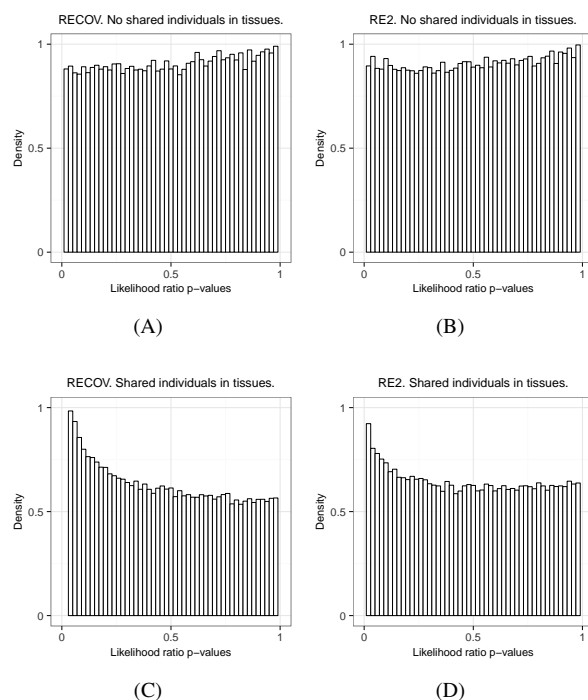 RECOV. No shared individuals in tissues.
1
0.5
0
Density
0
0.5
1
Likelihood ratio p-values
(A)
RE2. No shared individuals in tissues.
1
0.5
0
Density
0
0.5
1
Likelihood ratio p-values
(B)
RECOV. Shared individuals in tissues.
1
0.5
0
Density
0
0.5
1
Likelihood ratio p-values
(C)
RE2. Shared individuals in tissues.
1
0.5
0
Density
0
0.5
1
Likelihood ratio p-values
(D)